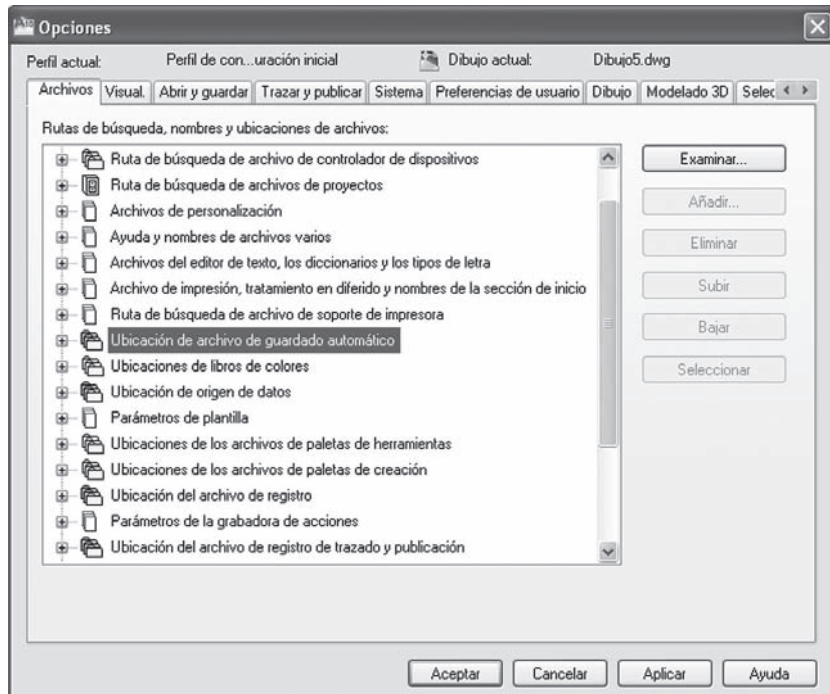 Opciones
Perfil actual: Perfil de con...uración inicial Dibujo actual: Dibujo5.dwg
Archivos Visual. Abrir y guardar Trazar y publicar Sistema Preferencias de usuario Dibujo Modelado 3D Selec
Rutas de búsqueda, nombres y ubicaciones de archivos:
Ruta de búsqueda de archivo de controlador de dispositivos
Ruta de búsqueda de archivos de proyectos
Archivos de personalización
Ayuda y nombres de archivos varios
Archivos del editor de texto, los diccionarios y los tipos de letra
Archivo de impresión, tratamiento en diferido y nombres de la sección de inicio
Ruta de búsqueda de archivo de soporte de impresora
Ubicación de archivo de guardado automático
Ubicaciones de libros de colores
Ubicación de origen de datos
Parámetros de plantilla
Ubicaciones de los archivos de paletas de herramientas
Ubicaciones de los archivos de paletas de creación
Ubicación del archivo de registro
Parámetros de la grabadora de acciones
Ubicación del archivo de registro de trazado y publicación
Examinar...
Añadir...
Eliminar
Subir
Bajar
Seleccionar
Aceptar Cancelar Aplicar Ayuda